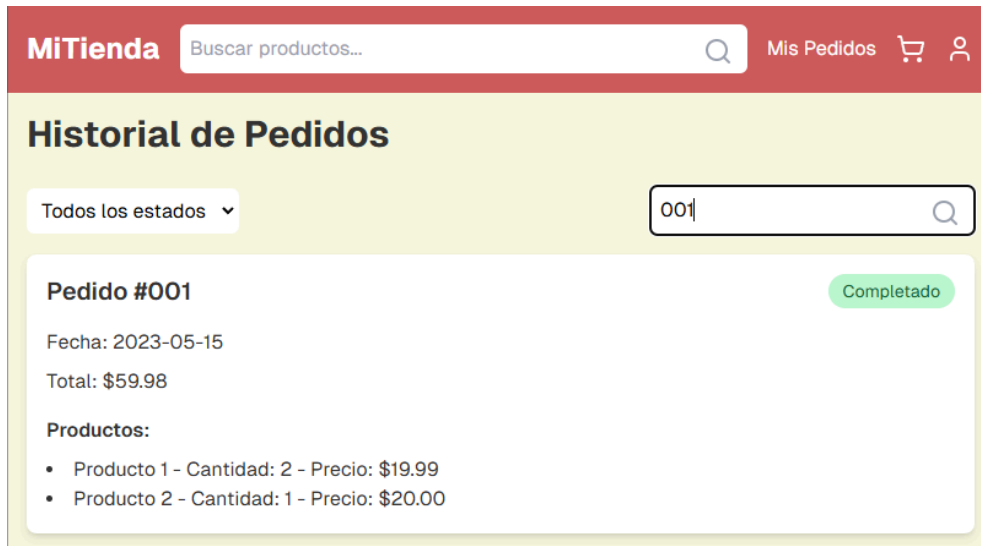 MiTienda Buscar productos... Mis Pedidos
Historial de Pedidos
Todos los estados 001
Pedido #001 Completado
Fecha: 2023-05-15
Total: $59.98
Productos:
• Producto 1 - Cantidad: 2 - Precio: $19.99
• Producto 2 - Cantidad: 1 - Precio: $20.00